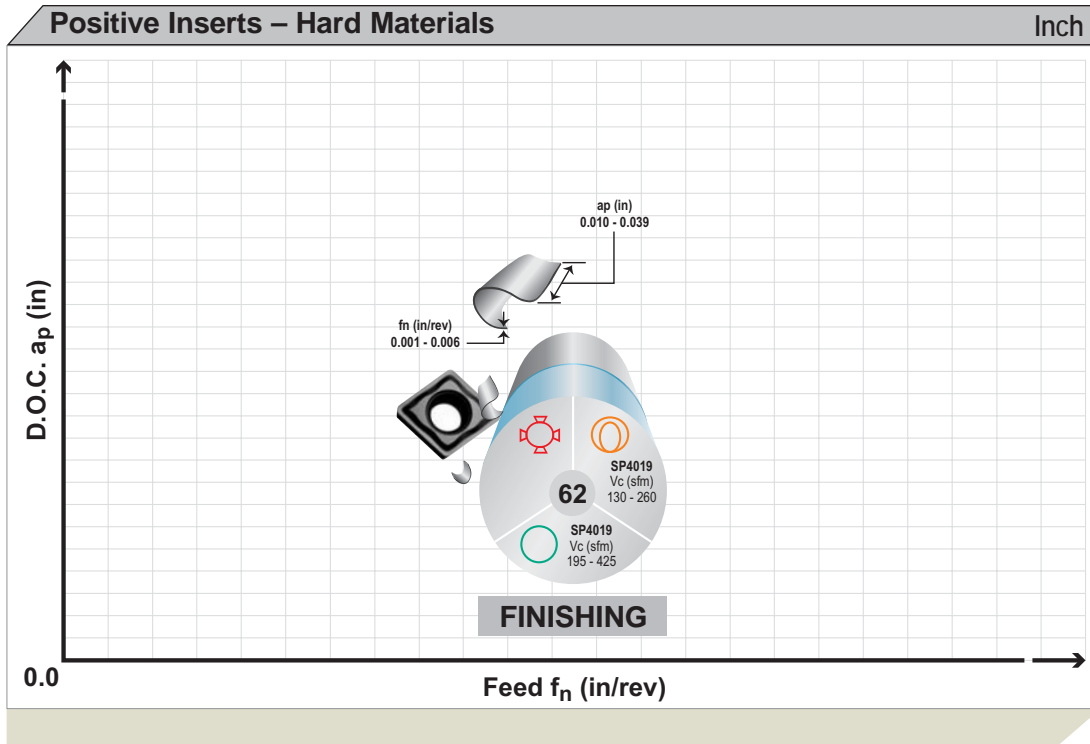 Positive Inserts – Hard Materials
Inch
D.O.C. ap (in)
ap (in)
0.010 - 0.039
fn (in/rev)
0.001 - 0.006
SP4019
Vc (sfm)
130 - 260
62
SP4019
Vc (sfm)
195 - 425
FINISHING
0.0
Feed fn (in/rev)